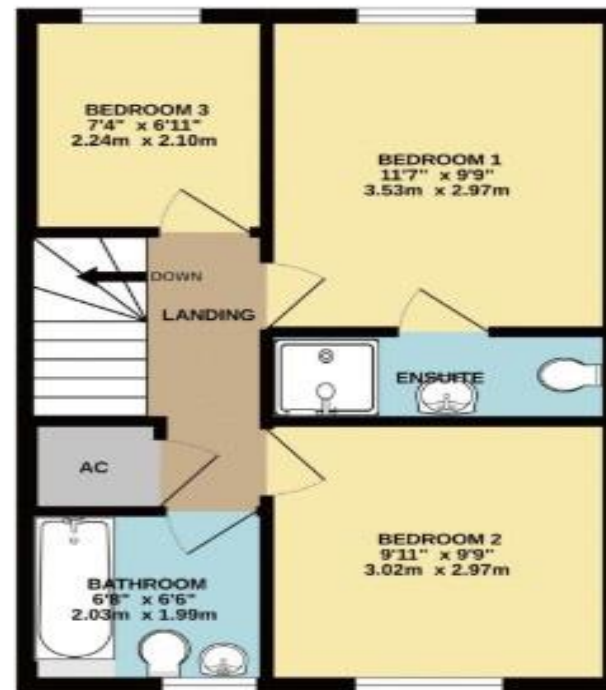 BEDROOM 3
7'4" x 6'11"
2.24m x 2.10m
BEDROOM 1
11'7" x 9'9"
3.53m x 2.97m
DOWN
LANDING
ENSUITE
AC
BEDROOM 2
9'11" x 9'9"
3.02m x 2.97m
BATHROOM
6'8" x 6'6"
2.03m x 1.99m